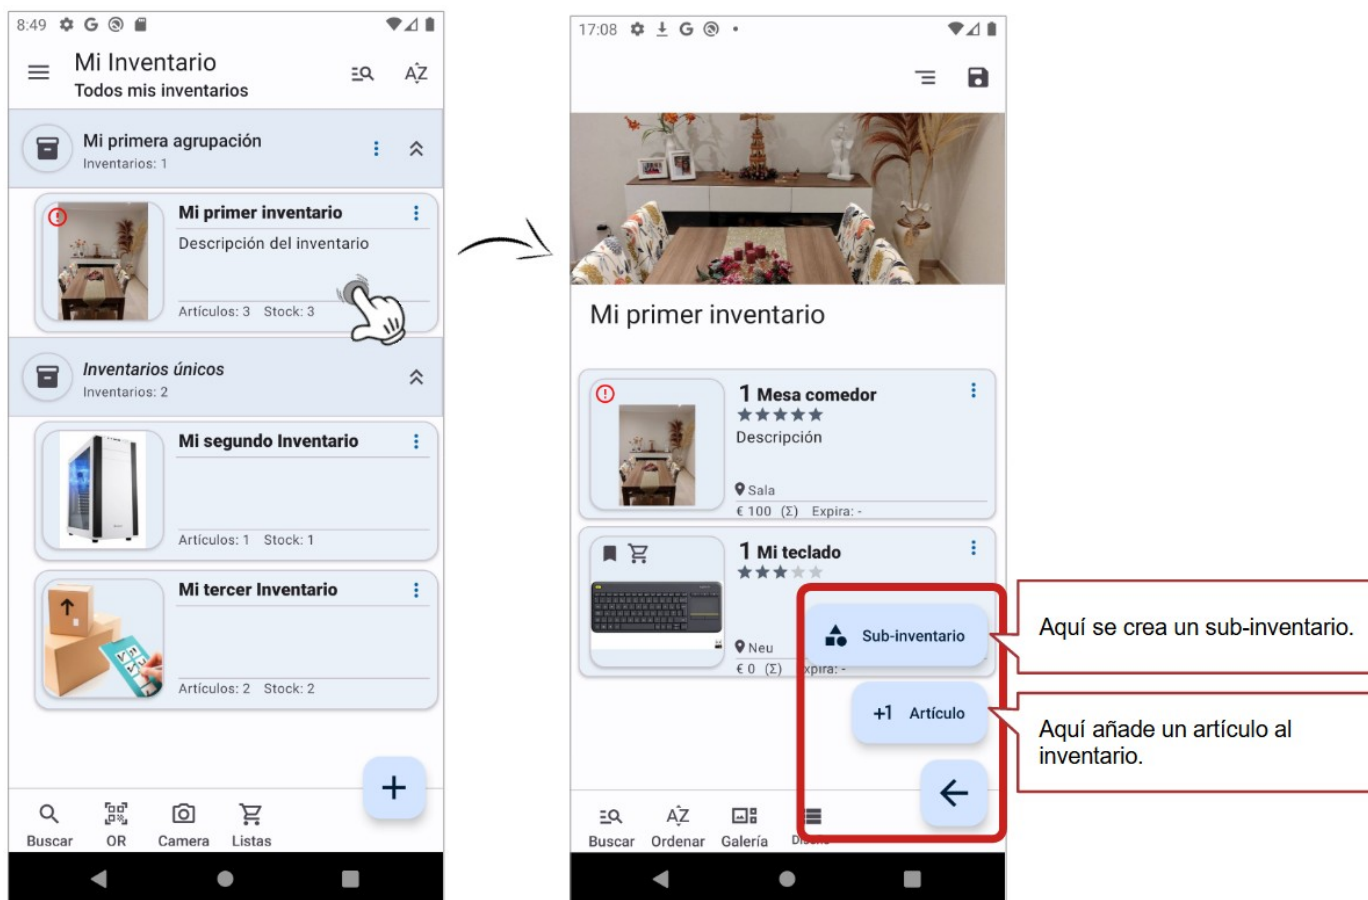 8:49
Mi Inventario
Todos mis inventarios
AZ
Mi primera agrupación
Inventarios: 1
Mi primer inventario
Descripción del inventario
Artículos: 3 Stock: 3
Inventarios únicos
Inventarios: 2
Mi segundo Inventario
Artículos: 1 Stock: 1
Mi tercer Inventario
Artículos: 2 Stock: 2
Buscar QR Camera Listas
17:08
Mi primer inventario
1 Mesa comedor
Descripción
Sala
€ 100 (Σ) Expira: -
1 Mi teclado
Neu
€ 0 (Σ) Expira: -
Sub-inventario
+1 Artículo
AZ
Buscar Ordenar Galería Diseño
Aquí se crea un sub-inventario.
Aquí añade un artículo al
inventario.